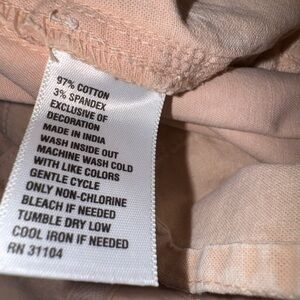 97% COTTON
3% SPANDEX
EXCLUSIVE OF
DECORATION
MADE IN INDIA
WASH INSIDE OUT
MACHINE WASH COLD
WITH LIKE COLORS
GENTLE CYCLE
ONLY NON-CHLORINE
BLEACH IF NEEDED
TUMBLE DRY LOW
COOL IRON IF NEEDED
RN 31104